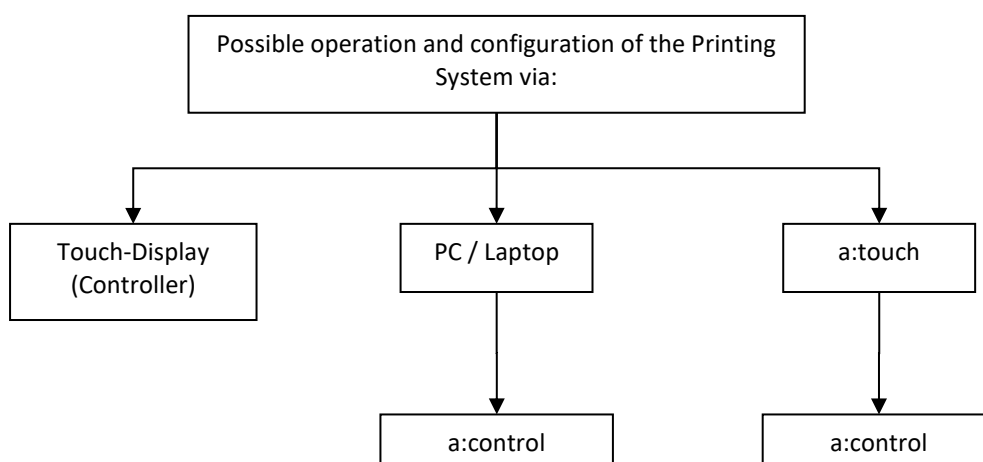 Possible operation and configuration of the Printing
System via:
Touch-Display
(Controller)
PC / Laptop
a:touch
a:control
a:control